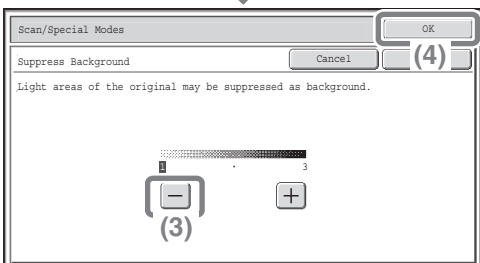 Scan/Special Modes OK
Suppress Background Cancel (4)
Light areas of the original may be suppressed as background.
1 · 3
− +
(3)